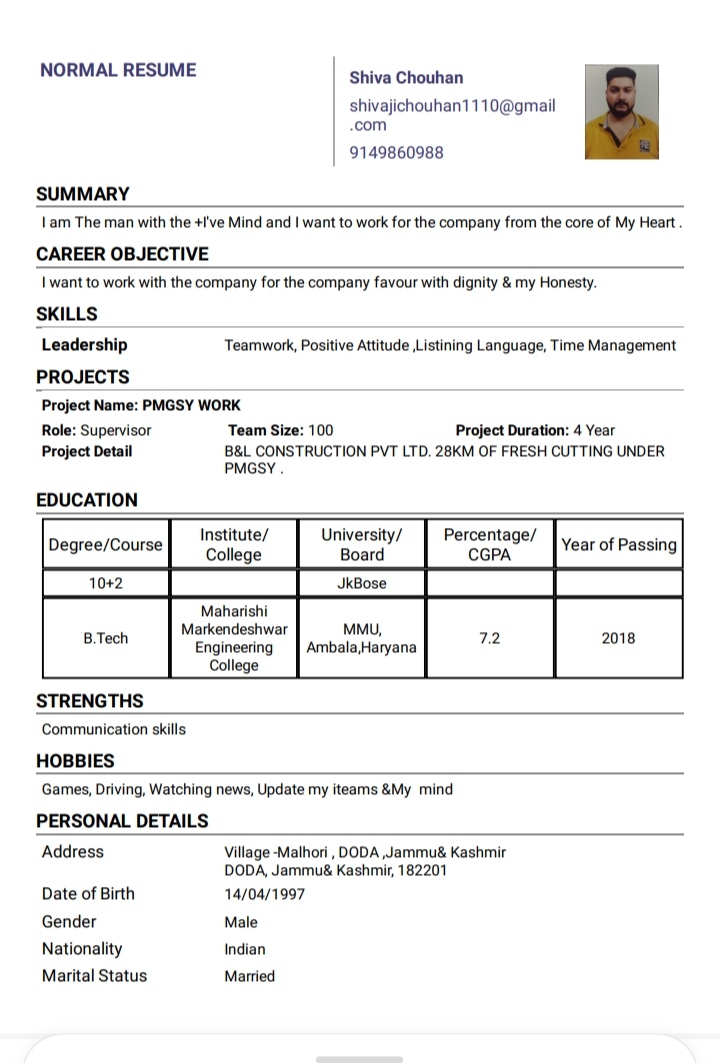 NORMAL RESUME
Shiva Chouhan
shivajichouhan1110@gmail
.com
9149860988
SUMMARY
I am The man with the +I've Mind and I want to work for the company from the core of My Heart .
CAREER OBJECTIVE
I want to work with the company for the company favour with dignity & my Honesty.
SKILLS
Leadership Teamwork, Positive Attitude ,Listining Language, Time Management
PROJECTS
Project Name: PMGSY WORK
Role: Supervisor Team Size: 100 Project Duration: 4 Year
Project Detail B&L CONSTRUCTION PVT LTD. 28KM OF FRESH CUTTING UNDER
PMGSY .
EDUCATION
Degree/Course Institute/ College University/ Board Percentage/ CGPA Year of Passing
10+2 JkBose
B.Tech Maharishi Markendeshwar Engineering College MMU, Ambala,Haryana 7.2 2018
STRENGTHS
Communication skills
HOBBIES
Games, Driving, Watching news, Update my iteams &My  mind
PERSONAL DETAILS
Address Village -Malhori , DODA ,Jammu& Kashmir
DODA, Jammu& Kashmir, 182201
Date of Birth 14/04/1997
Gender Male
Nationality Indian
Marital Status Married